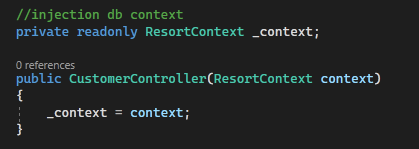 //injection db context
private readonly ResortContext _context;
0 references
public CustomerController(ResortContext context)
{
_context = context;
}